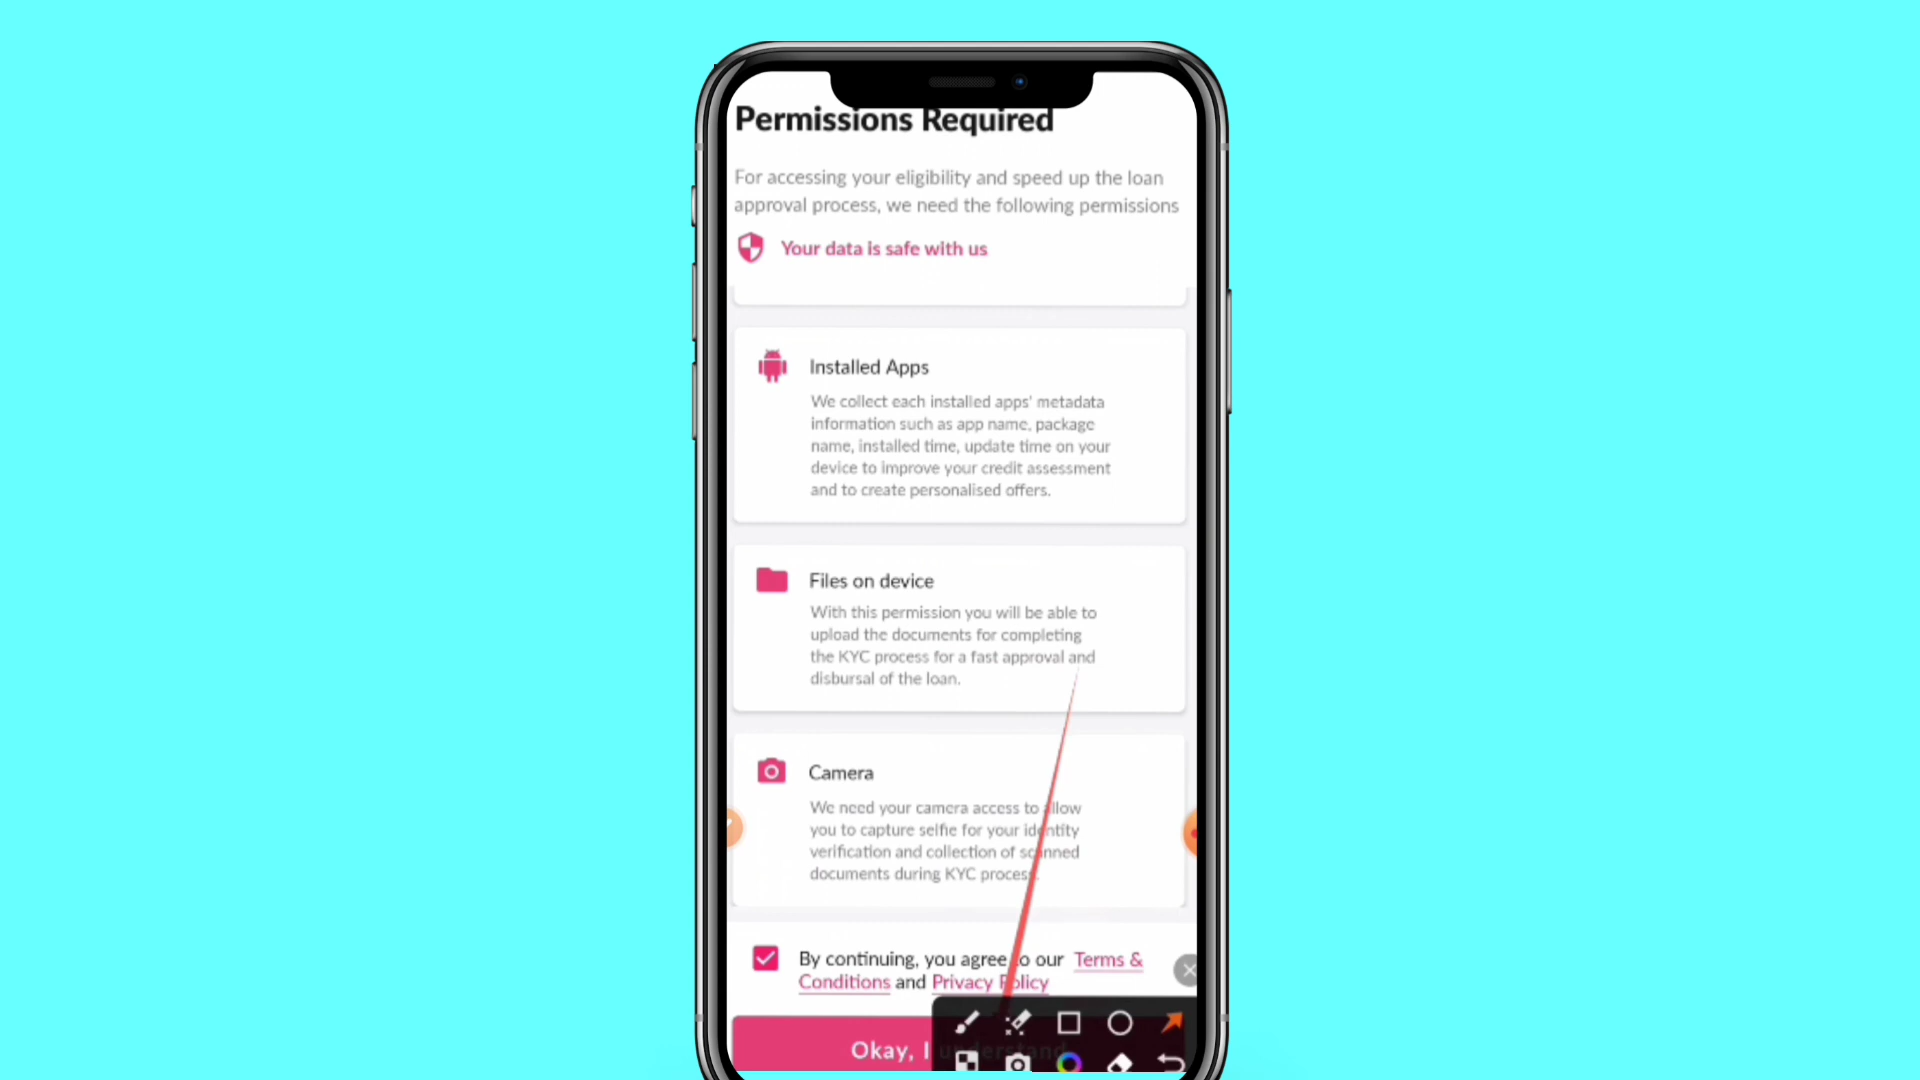 Permissions Required
For accessing your eligibility and speed up the loan
approval process, we need the following permissions
Your data is safe with us
Installed Apps
We collect each installed apps' metadata
information such as app name, package
name, installed time, update time on your
device to improve your credit assessment
and to create personalised offers.
Files on device
With this permission you will be able to
upload the documents for completing
the KYC process for a fast approval and
disbursal of the loan.
Camera
We need your camera access to allow
you to capture selfie for your identity
verification and collection of scanned
documents during KYC process.
By continuing, you agree to our Terms &
Conditions and Privacy Policy
Okay, I understand